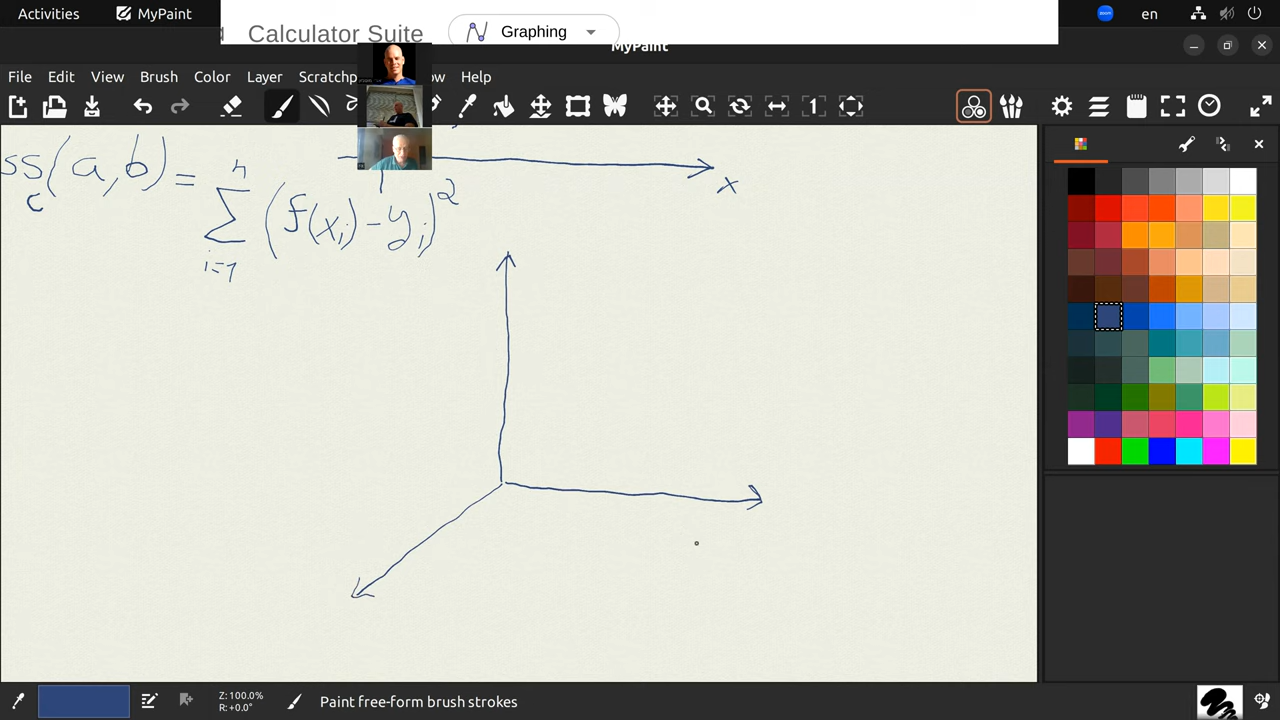 Activities MyPaint en
Calculator Suite Graphing
MyPaint
File Edit View Brush Color Layer Scratchp ow Help
ss(a,b) = n ∑ i=1 (f(xi) - yi)2
c
x
Z: 100.0%
R: +0.0°
Paint free-form brush strokes